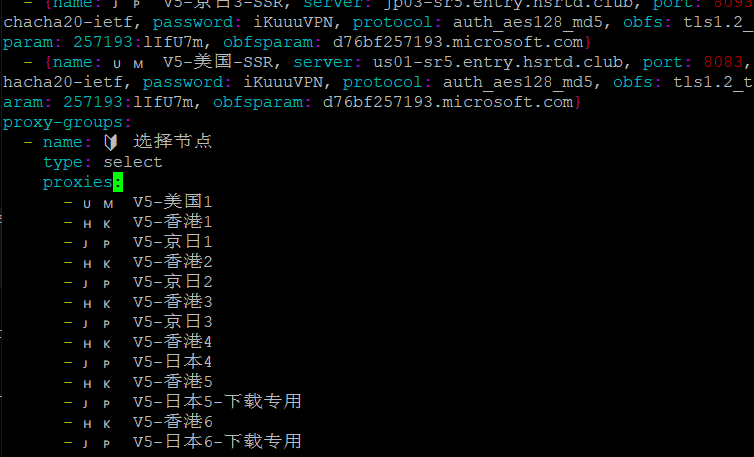 - {name: 🇯 🇵 V5-京日3-SSR, server: jp03-sr5.entry.hsrtd.club, port: 8093
chacha20-ietf, password: iKuuuVPN, protocol: auth_aes128_md5, obfs: tls1.2_
param: 257193:lIfU7m, obfsparam: d76bf257193.microsoft.com}
- {name: 🇺 🇲 V5-美国-SSR, server: us01-sr5.entry.hsrtd.club, port: 8093,
hacha20-ietf, password: iKuuuVPN, protocol: auth_aes128_md5, obfs: tls1.2_t
aram: 257193:lIfU7m, obfsparam: d76bf257193.microsoft.com}
proxy-groups:
- name: 🔰 选择节点
type: select
proxies:
- 🇺 🇲 V5-美国1
- 🇭 🇰 V5-香港1
- 🇯 🇵 V5-京日1
- 🇭 🇰 V5-香港2
- 🇯 🇵 V5-京日2
- 🇭 🇰 V5-香港3
- 🇯 🇵 V5-京日3
- 🇭 🇰 V5-香港4
- 🇯 🇵 V5-日本4
- 🇭 🇰 V5-香港5
- 🇯 🇵 V5-日本5-下载专用
- 🇭 🇰 V5-香港6
- 🇯 🇵 V5-日本6-下载专用